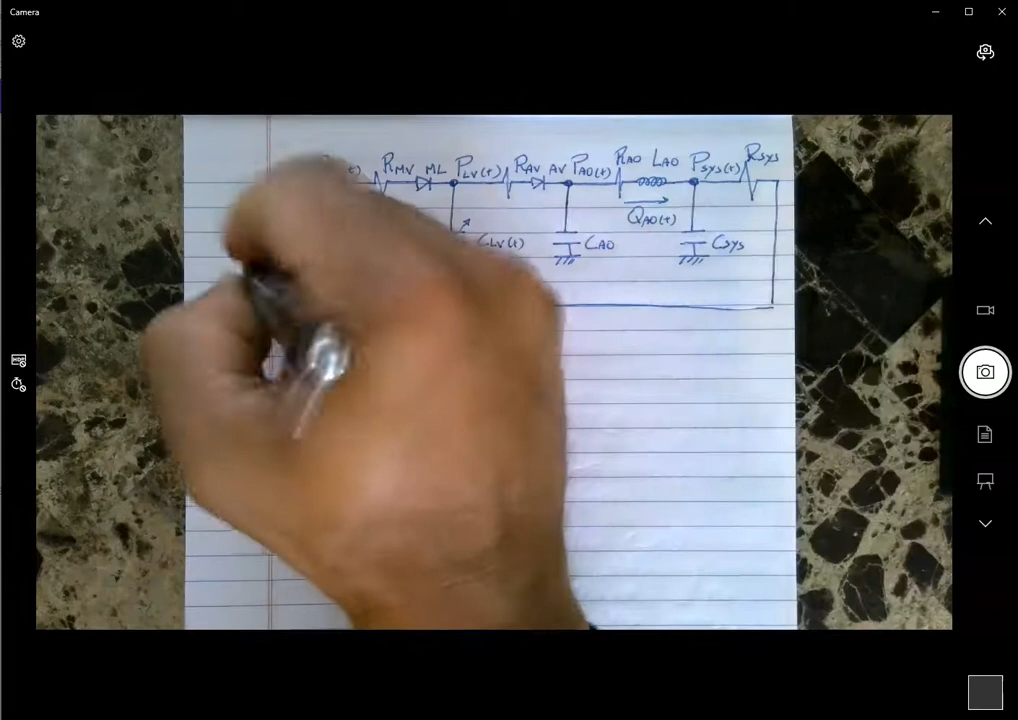 Camera
(t) RMV ML PLV(t) RAV AV PAO(t) RAO LAO PSYS(t) RSYS
QAO(t)
CLV(t) CAO CSYS